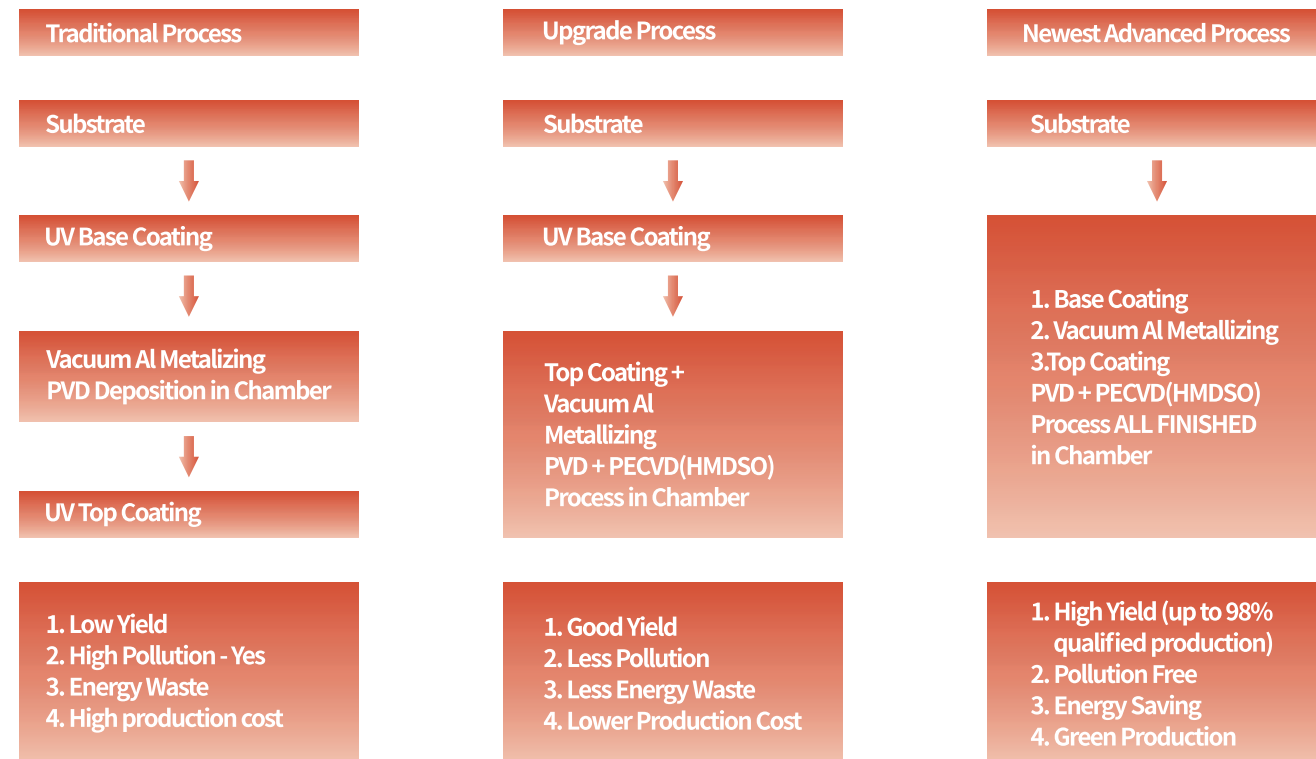 Traditional Process
Substrate
UV Base Coating
Vacuum Al Metalizing
PVD Deposition in Chamber
UV Top Coating
1. Low Yield
2. High Pollution - Yes
3. Energy Waste
4. High production cost
Upgrade Process
Substrate
UV Base Coating
Top Coating +
Vacuum Al
Metallizing
PVD + PECVD(HMDSO)
Process in Chamber
1. Good Yield
2. Less Pollution
3. Less Energy Waste
4. Lower Production Cost
Newest Advanced Process
Substrate
1. Base Coating
2. Vacuum Al Metallizing
3.Top Coating
PVD + PECVD(HMDSO)
Process ALL FINISHED
in Chamber
1. High Yield (up to 98%
qualified production)
2. Pollution Free
3. Energy Saving
4. Green Production